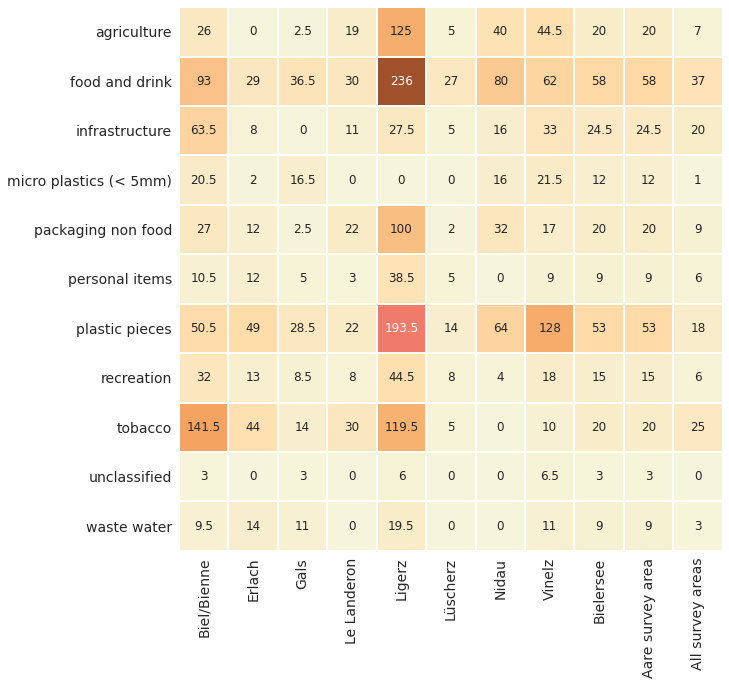 agriculture 26 0 2.5 19 125 5 40 44.5 20 20 7
food and drink 93 29 36.5 30 236 27 80 62 58 58 37
infrastructure 63.5 8 0 11 27.5 5 16 33 24.5 24.5 20
micro plastics (< 5mm) 20.5 2 16.5 0 0 0 16 21.5 12 12 1
packaging non food 27 12 2.5 22 100 2 32 17 20 20 9
personal items 10.5 12 5 3 38.5 5 0 9 9 9 6
plastic pieces 50.5 49 28.5 22 193.5 14 64 128 53 53 18
recreation 32 13 8.5 8 44.5 8 4 18 15 15 6
tobacco 141.5 44 14 30 119.5 5 0 10 20 20 25
unclassified 3 0 3 0 6 0 0 6.5 3 3 0
waste water 9.5 14 11 0 19.5 0 0 11 9 9 3
Biel/Bienne
Erlach
Gals
Le Landeron
Ligerz
Lüscherz
Nidau
Vinelz
Bielersee
Aare survey area
All survey areas